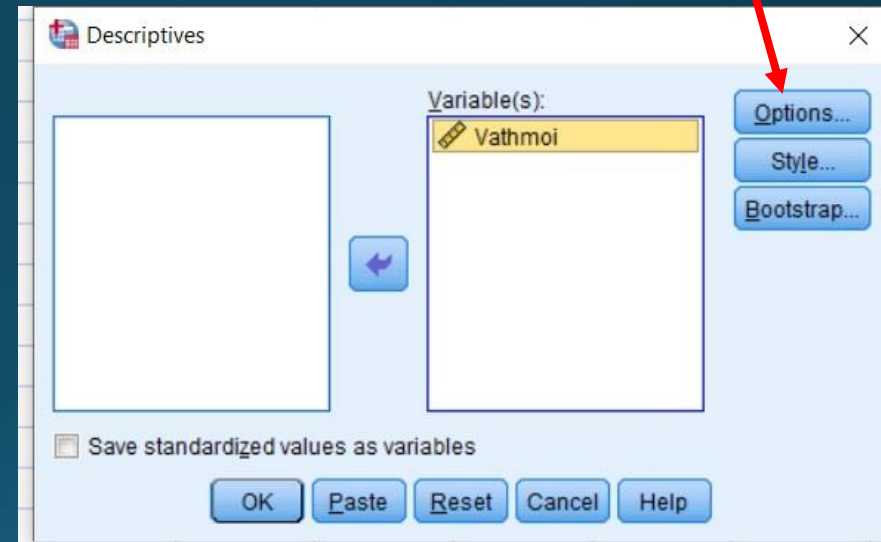 Descriptives
Variable(s):
Vathmoi
Options...
Style...
Bootstrap...
Save standardized values as variables
OK Paste Reset Cancel Help